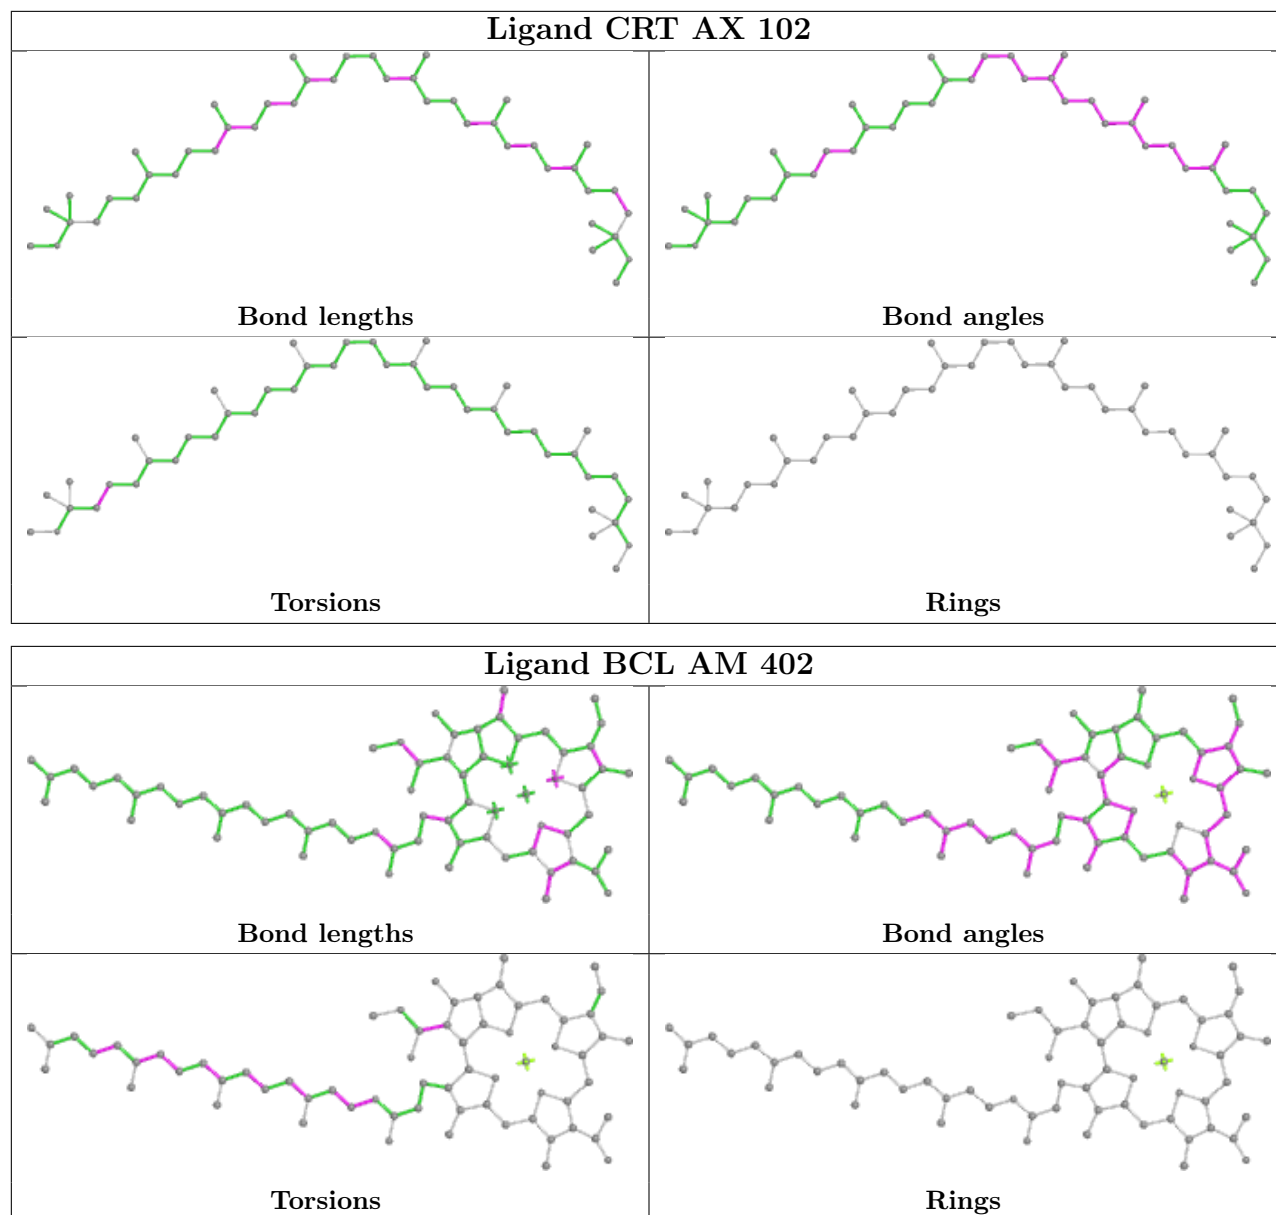 Ligand CRT AX 102
Bond lengths
Bond angles
Torsions
Rings
Ligand BCL AM 402
Bond lengths
Bond angles
Torsions
Rings